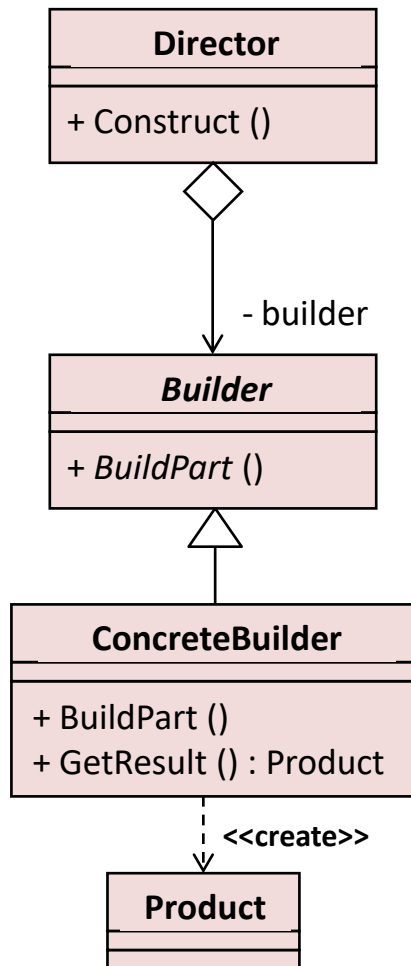 Director
+ Construct ()
- builder
Builder
+ BuildPart ()
ConcreteBuilder
+ BuildPart ()
+ GetResult () : Product
<<create>>
Product